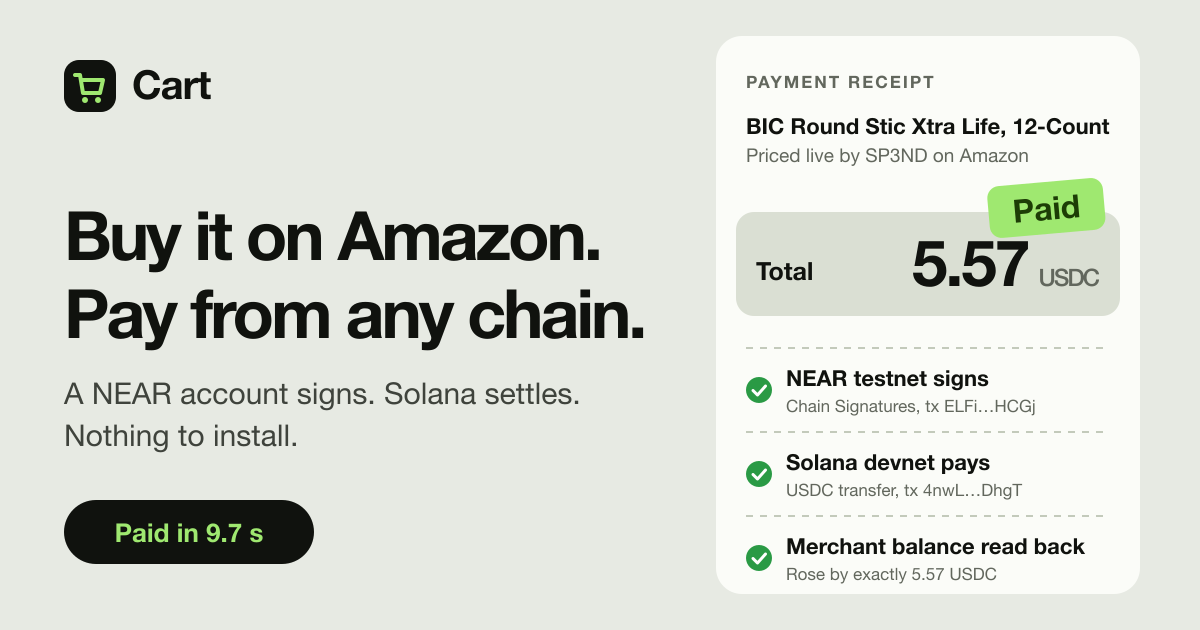 Cart
Buy it on Amazon.
Pay from any chain.
A NEAR account signs. Solana settles.
Nothing to install.
Paid in 9.7 s
PAYMENT RECEIPT
BIC Round Stic Xtra Life, 12-Count
Priced live by SP3ND on Amazon
Paid
Total 5.57 USDC
NEAR testnet signs
Chain Signatures, tx ELFi…HCGj
Solana devnet pays
USDC transfer, tx 4nwL…DhgT
Merchant balance read back
Rose by exactly 5.57 USDC